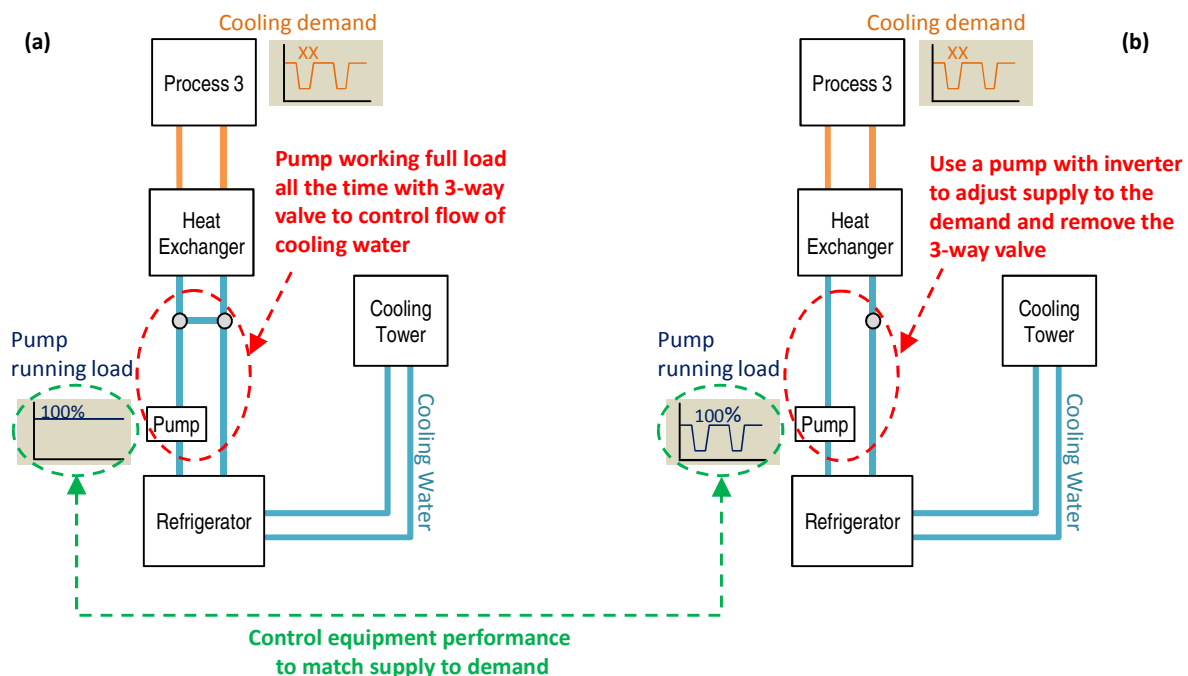 (a)
Cooling demand
XX
Process 3
Pump working full load
all the time with 3-way
valve to control flow of
cooling water
Heat
Exchanger
Cooling
Tower
Pump
running load
100%
Pump
Cooling Water
Refrigerator
(b)
Cooling demand
XX
Process 3
Use a pump with inverter
to adjust supply to the
demand and remove the
3-way valve
Heat
Exchanger
Cooling
Tower
Pump
running load
100%
Pump
Cooling Water
Refrigerator
Control equipment performance
to match supply to demand